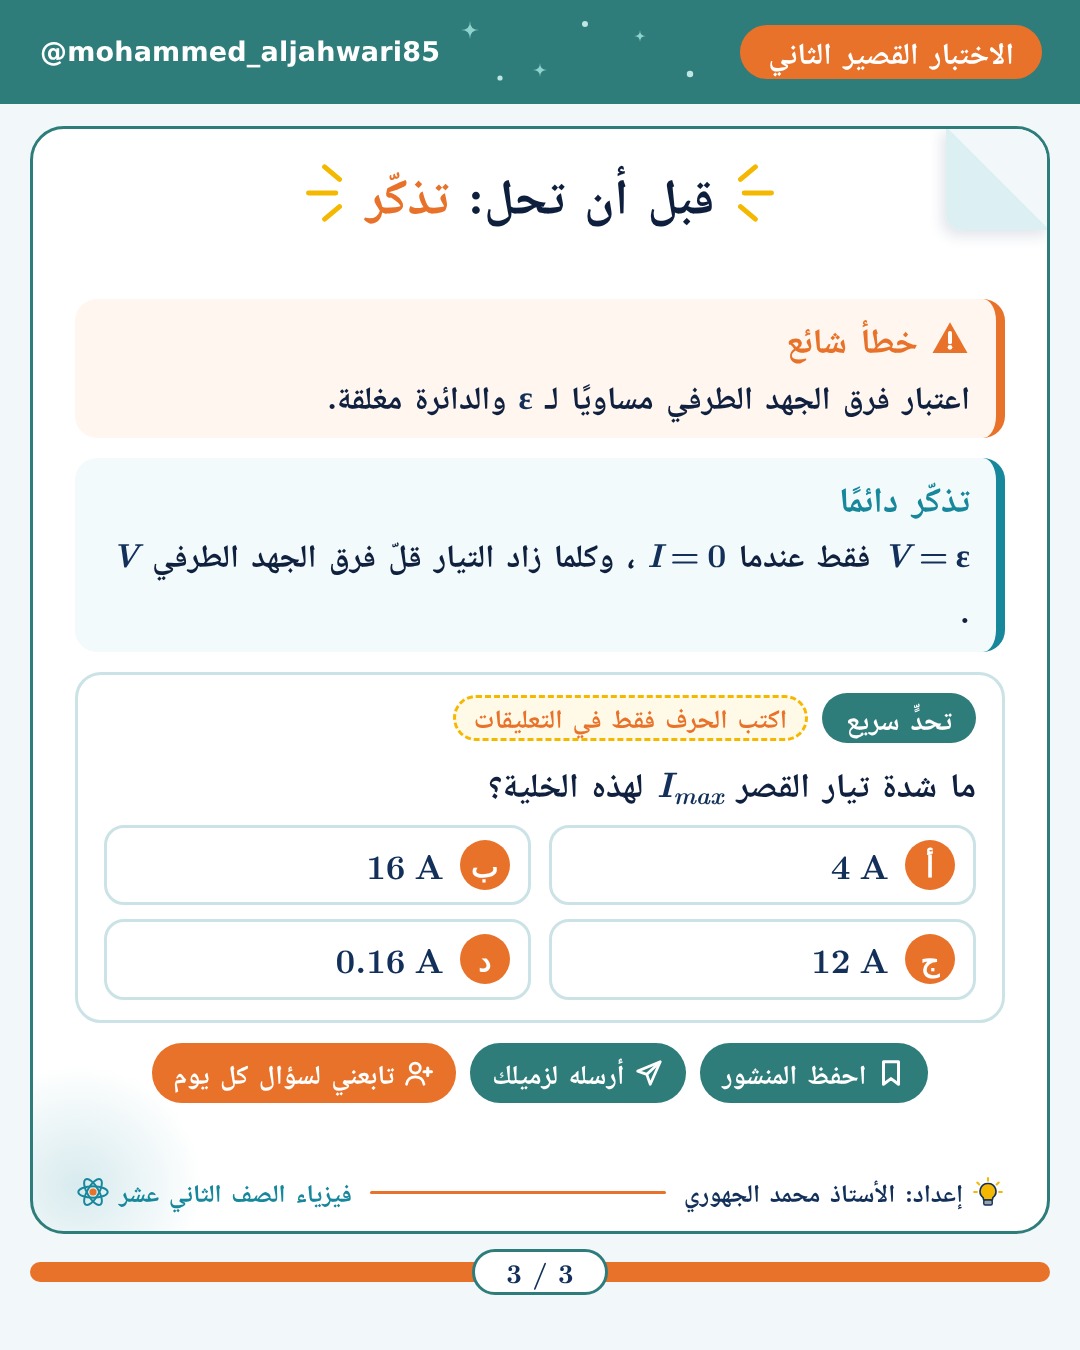 @mohammed_aljahwari85
الاختبار القصير الثاني
قبل أن تحل: تذكّر
خطأ شائع
اعتبار فرق الجهد الطرفي مساويًا لـ ε والدائرة مغلقة.
تذكّر دائمًا
V = ε فقط عندما I = 0 ، وكلما زاد التيار قلّ فرق الجهد الطرفي V
.
تحدٍّ سريع
اكتب الحرف فقط في التعليقات
ما شدة تيار القصر I_max لهذه الخلية؟
أ 4 A
ب 16 A
ج 12 A
د 0.16 A
احفظ المنشور
أرسله لزميلك
تابعني لسؤال كل يوم
إعداد: الأستاذ محمد الجهوري
فيزياء الصف الثاني عشر
3 / 3